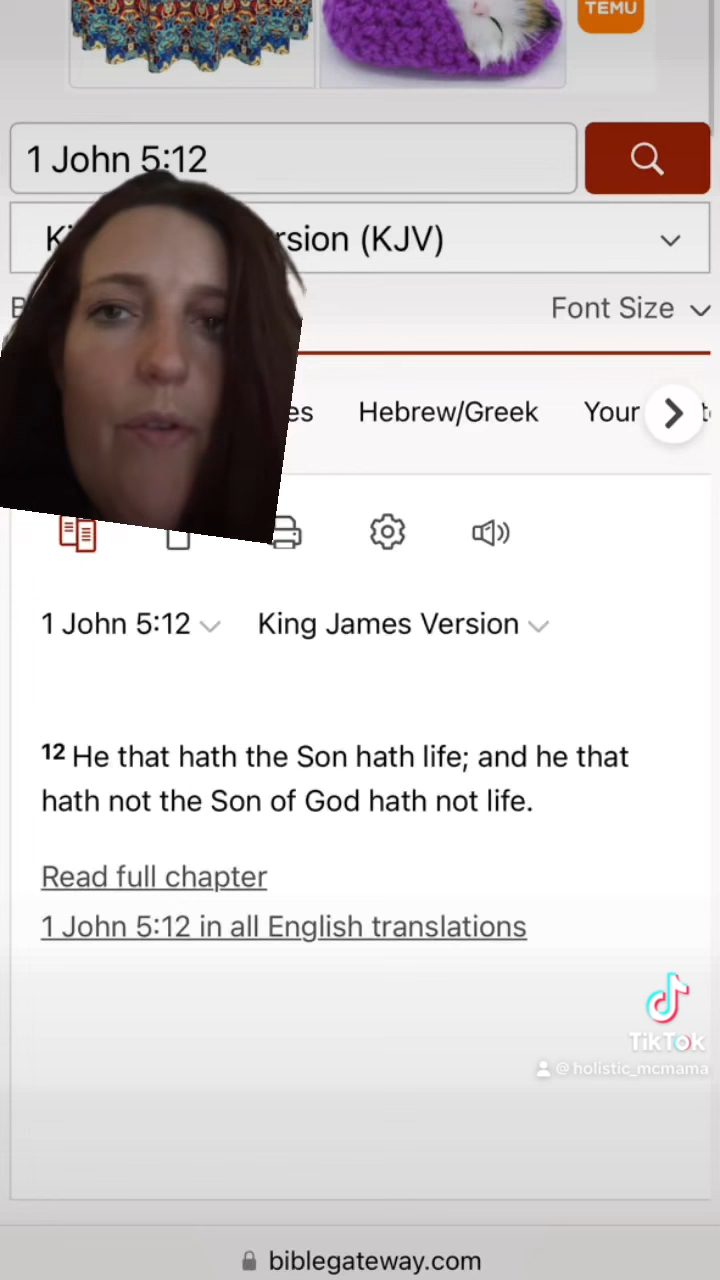 TEMU
1 John 5:12
rsion (KJV)
Font Size
es Hebrew/Greek Your
1 John 5:12 King James Version
12 He that hath the Son hath life; and he that
hath not the Son of God hath not life.
Read full chapter
1 John 5:12 in all English translations
TikTok
@holistic_mcmama
biblegateway.com